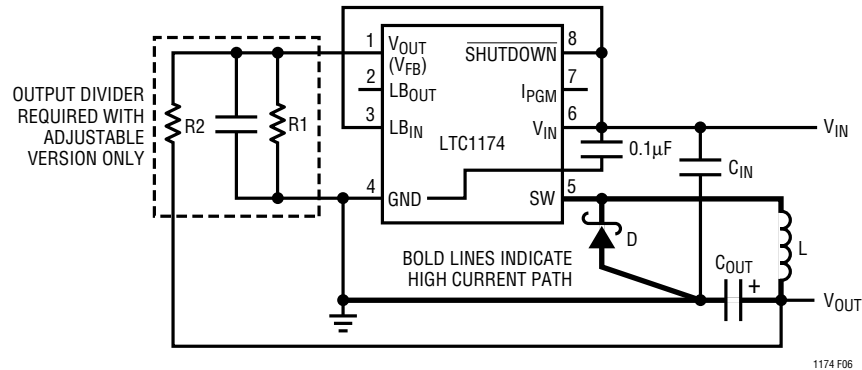 OUTPUT DIVIDER
REQUIRED WITH
ADJUSTABLE
VERSION ONLY
R2
R1
1
2
3
4
VOUT
(VFB)
LBOUT
LBIN
GND
LTC1174
SHUTDOWN
IPGM
VIN
SW
8
7
6
5
0.1µF
CIN
VIN
D
L
COUT
+
VOUT
BOLD LINES INDICATE
HIGH CURRENT PATH
1174 F06